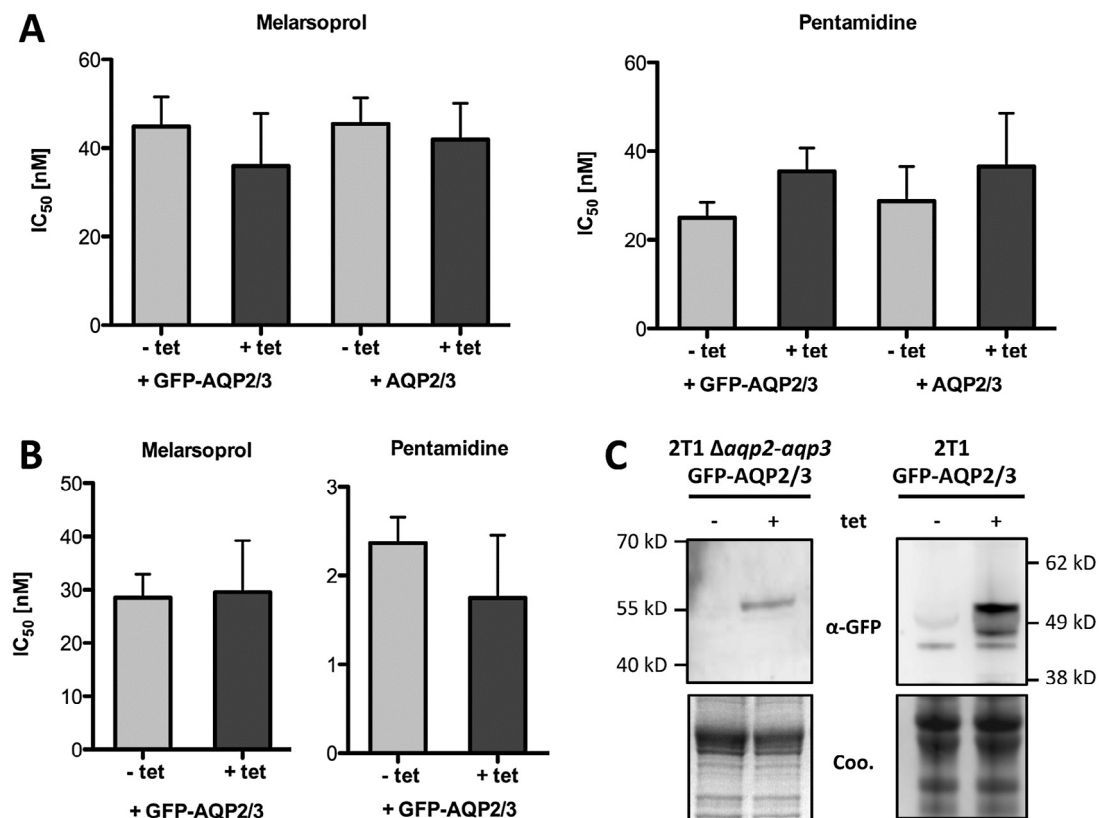 A
Melarsoprol
60
40
20
0
IC50 [nM]
- tet
+ tet
- tet
+ tet
+ GFP-AQP2/3
+ AQP2/3
Pentamidine
60
40
20
0
IC50 [nM]
- tet
+ tet
- tet
+ tet
+ GFP-AQP2/3
+ AQP2/3
B
Melarsoprol
50
40
30
20
10
0
IC50 [nM]
- tet
+ tet
+ GFP-AQP2/3
Pentamidine
3
2
1
0
- tet
+ tet
+ GFP-AQP2/3
C
2T1 Δaqp2-aqp3
GFP-AQP2/3
2T1
GFP-AQP2/3
- + tet - +
70 kD
55 kD
40 kD
α-GFP
62 kD
49 kD
38 kD
Coo.